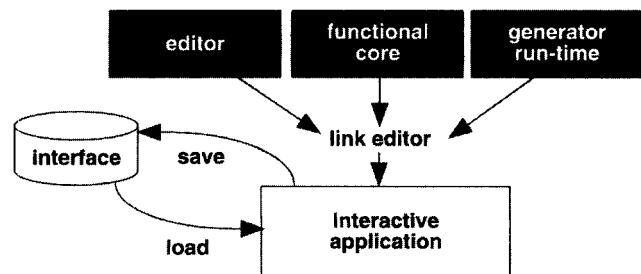 editor
functional
core
generator
run-time
link editor
interface
save
Interactive
application
load